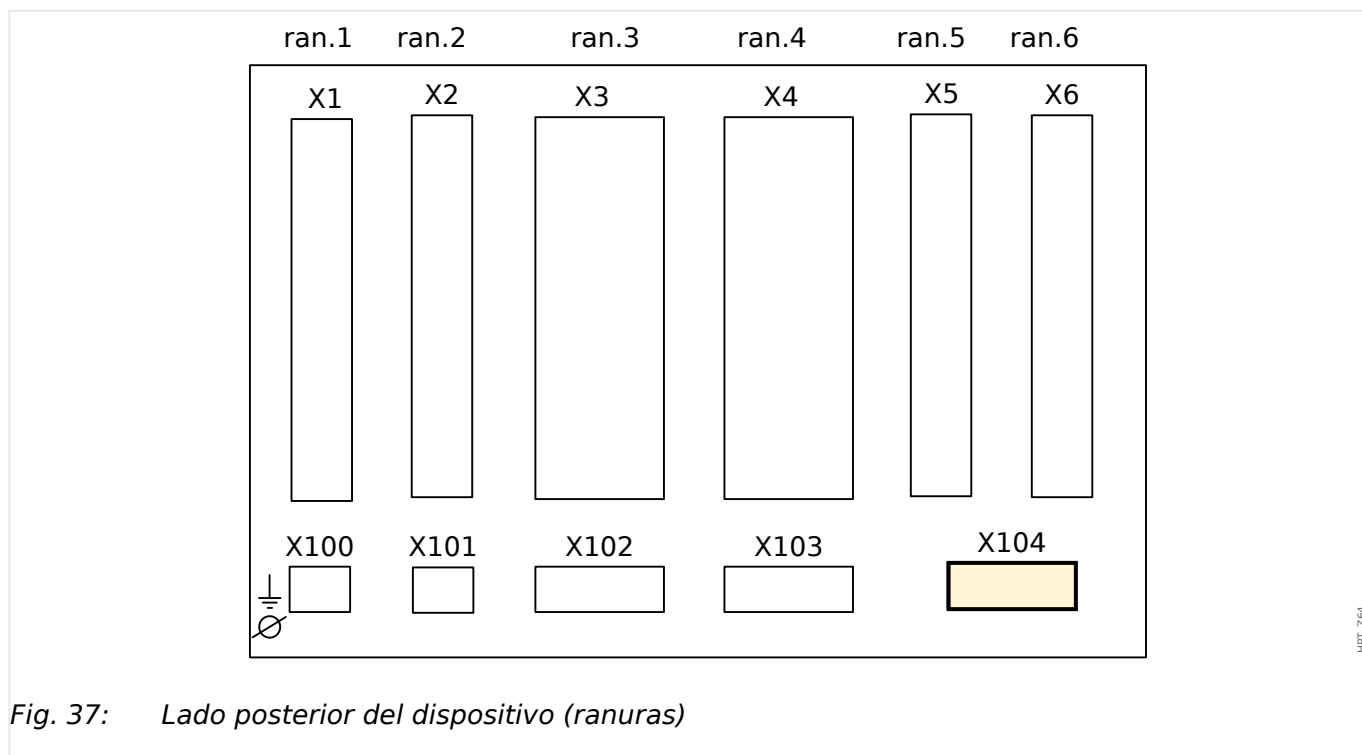 ran.1 ran.2 ran.3 ran.4 ran.5 ran.6
X1 X2 X3 X4 X5 X6
X100 X101 X102 X103 X104
Fig. 37: Lado posterior del dispositivo (ranuras)